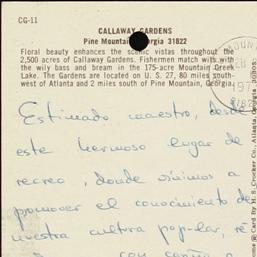 CG-11
CALLAWAY GARDENS
Pine Mountain, Georgia 31822
Floral beauty enhances the scenic vistas throughout the
2,500 acres of Callaway Gardens. Fishermen match wits with
the wily bass and bream in the 175-acre Mountain Creek
Lake. The Gardens are located on U. S. 27, 80 miles south-
west of Atlanta and 2 miles south of Pine Mountain, Georgia.
Estimado maestro, desde
este hermoso lugar de
recreo, donde vinimos a
promover el conocimiento de
nuestra cultura popular, re
con